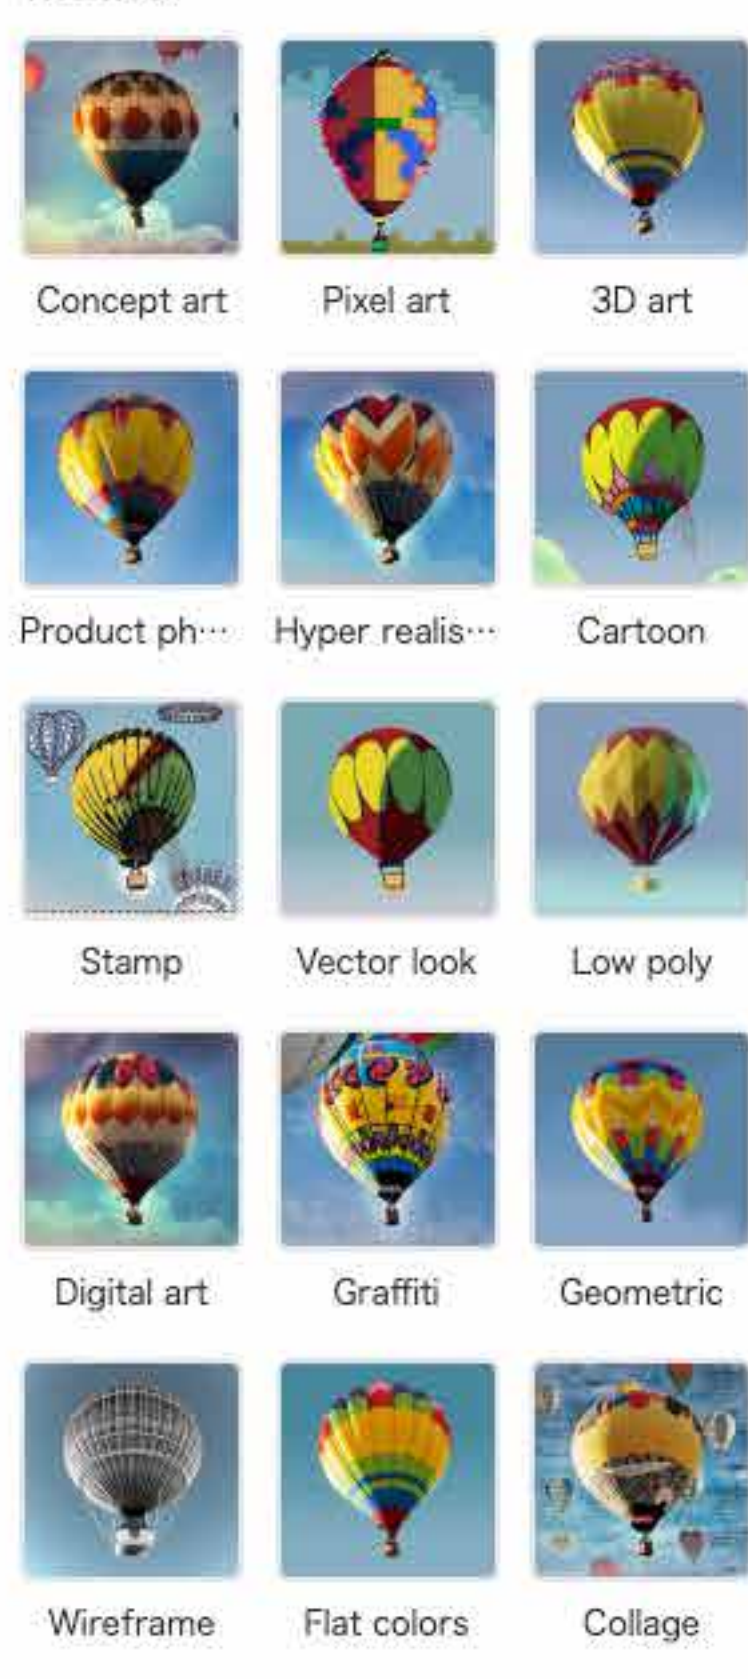 Concept art
Pixel art
3D art
Product ph…
Hyper realis…
Cartoon
Stamp
Vector look
Low poly
Digital art
Graffiti
Geometric
Wireframe
Flat colors
Collage